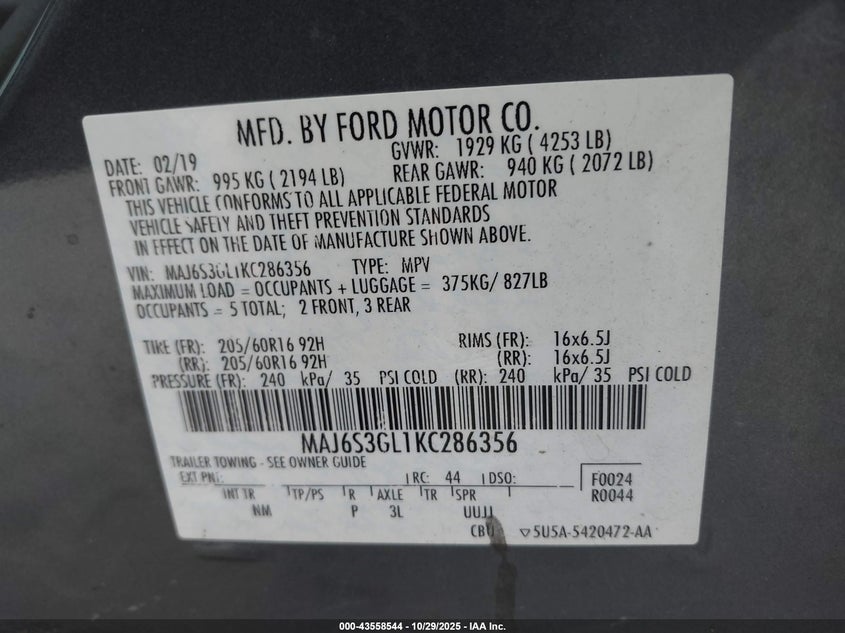 MFD. BY FORD MOTOR CO.
DATE: 02/19 GVWR: 1929 KG ( 4253 LB)
FRONT GAWR: 995 KG ( 2194 LB) REAR GAWR: 940 KG ( 2072 LB)
THIS VEHICLE CONFORMS TO ALL APPLICABLE FEDERAL MOTOR
VEHICLE SAFETY AND THEFT PREVENTION STANDARDS
IN EFFECT ON THE DATE OF MANUFACTURE SHOWN ABOVE.
VIN: MAJ6S3GL1KC286356 TYPE: MPV
MAXIMUM LOAD = OCCUPANTS + LUGGAGE = 375KG/ 827LB
OCCUPANTS = 5 TOTAL; 2 FRONT, 3 REAR
TIRE (FR): 205/60R16 92H RIMS (FR): 16x6.5J
(RR): 205/60R16 92H (RR): 16x6.5J
PRESSURE (FR): 240 kPa/ 35 PSI COLD (RR): 240 kPa/ 35 PSI COLD
MAJ6S3GL1KC286356
TRAILER TOWING - SEE OWNER GUIDE
EXT PNT: RC: 44 DSO: F0024
R0044
INT TR TP/PS R AXLE TR SPR
NM P 3L UUJJ
CBU ▽5U5A-5420472-AA
000-43558544 | 10/29/2025 - IAA Inc.